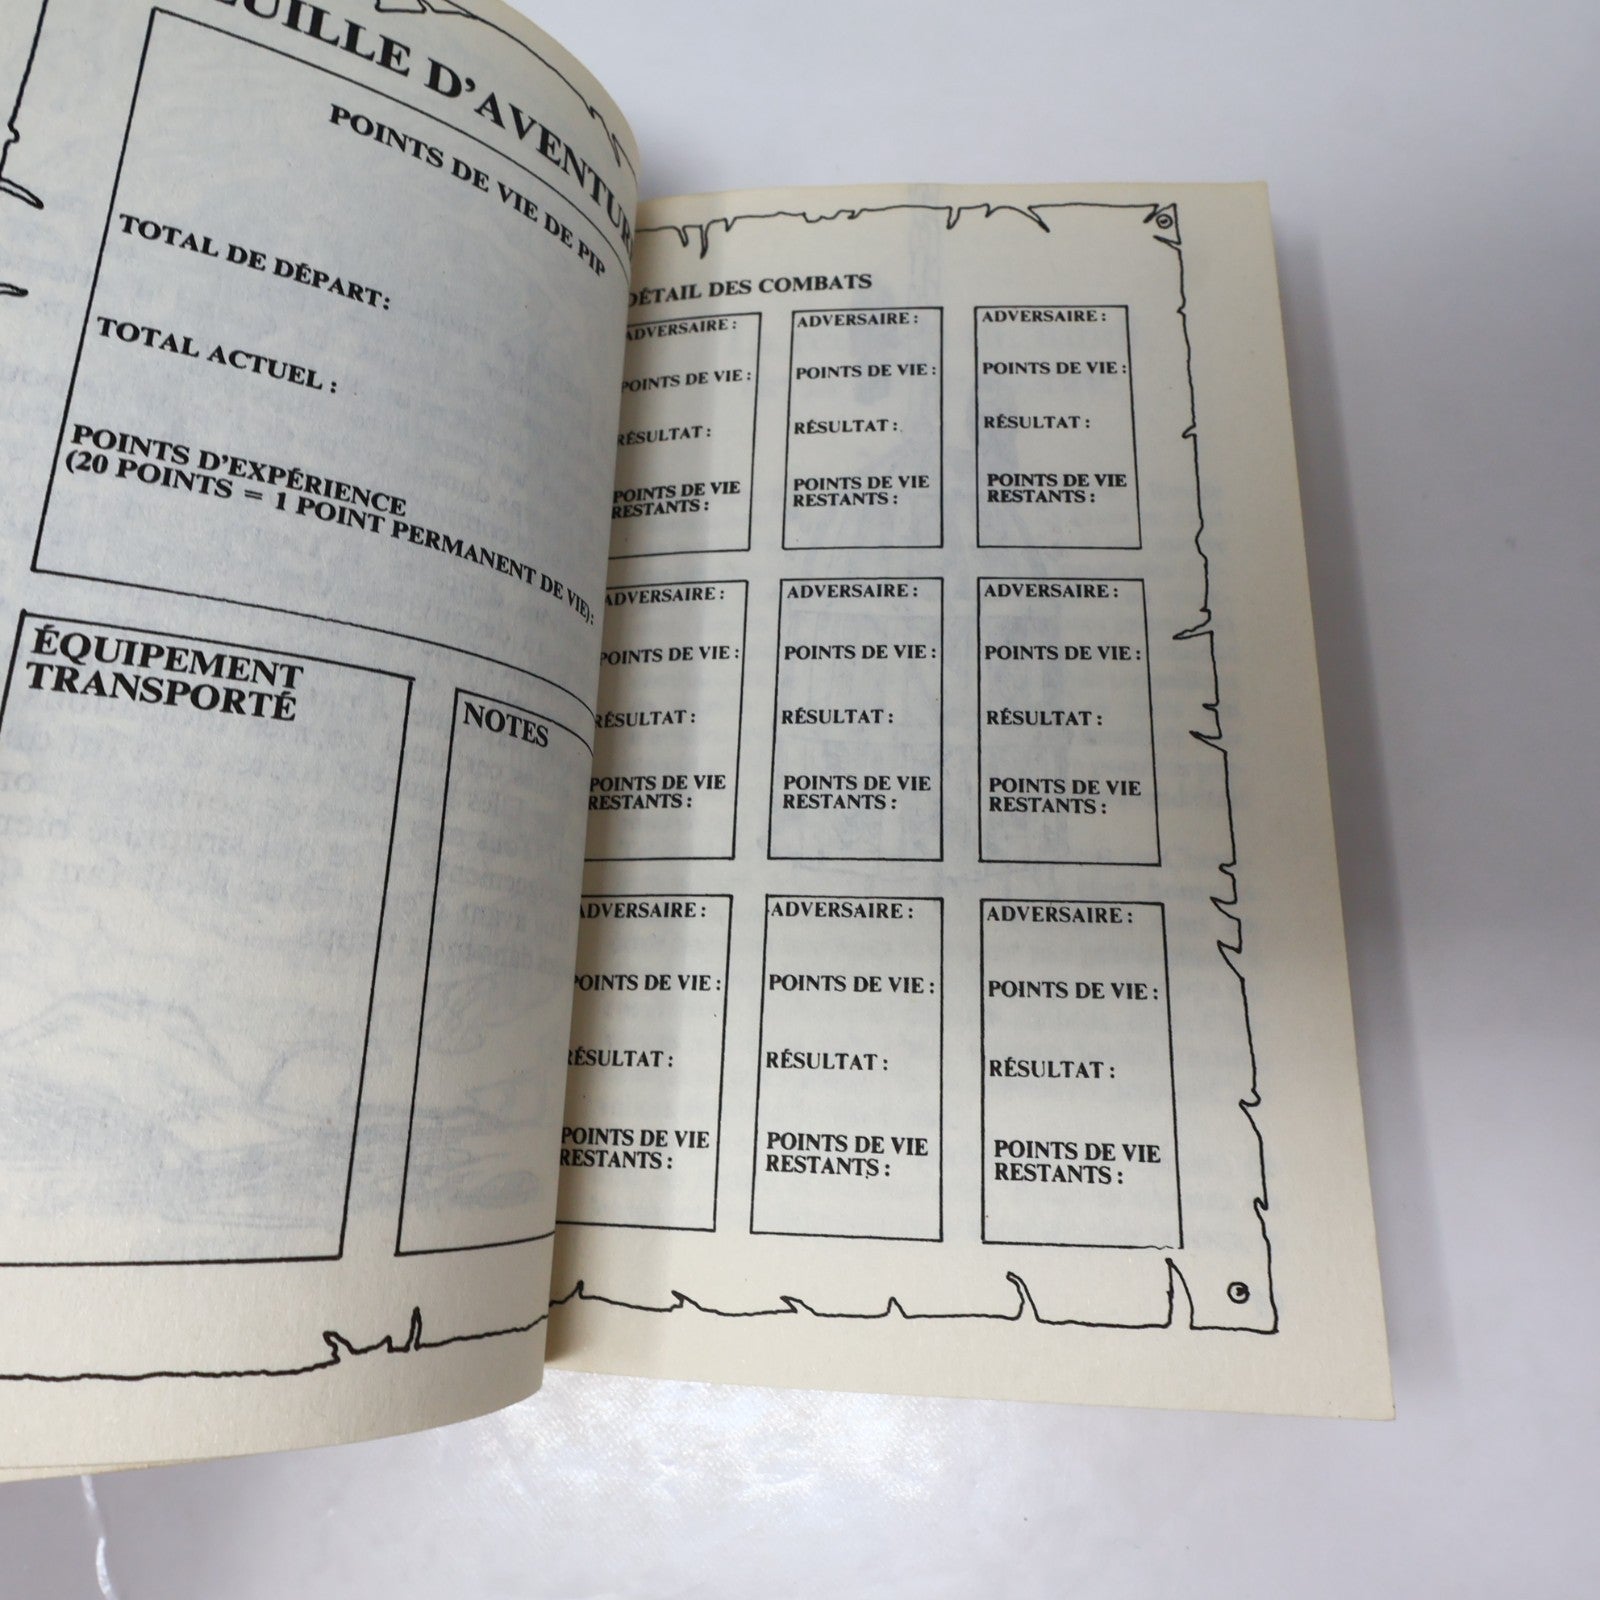 D'AVENTURE
POINTS DE VIE DE PIP
TOTAL DE DÉPART:
TOTAL ACTUEL :
POINTS D'EXPÉRIENCE
(20 POINTS = 1 POINT PERMANENT DE VIE):
ÉQUIPEMENT
TRANSPORTÉ
NOTES
DÉTAIL DES COMBATS
ADVERSAIRE :
POINTS DE VIE :
RÉSULTAT :
POINTS DE VIE
RESTANTS :
ADVERSAIRE :
POINTS DE VIE :
RÉSULTAT :
POINTS DE VIE
RESTANTS :
ADVERSAIRE :
POINTS DE VIE :
RÉSULTAT :
POINTS DE VIE
RESTANTS :
ADVERSAIRE :
POINTS DE VIE :
RÉSULTAT :
POINTS DE VIE
RESTANTS :
ADVERSAIRE :
POINTS DE VIE :
RÉSULTAT :
POINTS DE VIE
RESTANTS :
ADVERSAIRE :
POINTS DE VIE :
RÉSULTAT :
POINTS DE VIE
RESTANTS :
ADVERSAIRE :
POINTS DE VIE :
RÉSULTAT :
POINTS DE VIE
RESTANTS :
ADVERSAIRE :
POINTS DE VIE :
RÉSULTAT :
POINTS DE VIE
RESTANTS :
ADVERSAIRE :
POINTS DE VIE :
RÉSULTAT :
POINTS DE VIE
RESTANTS :